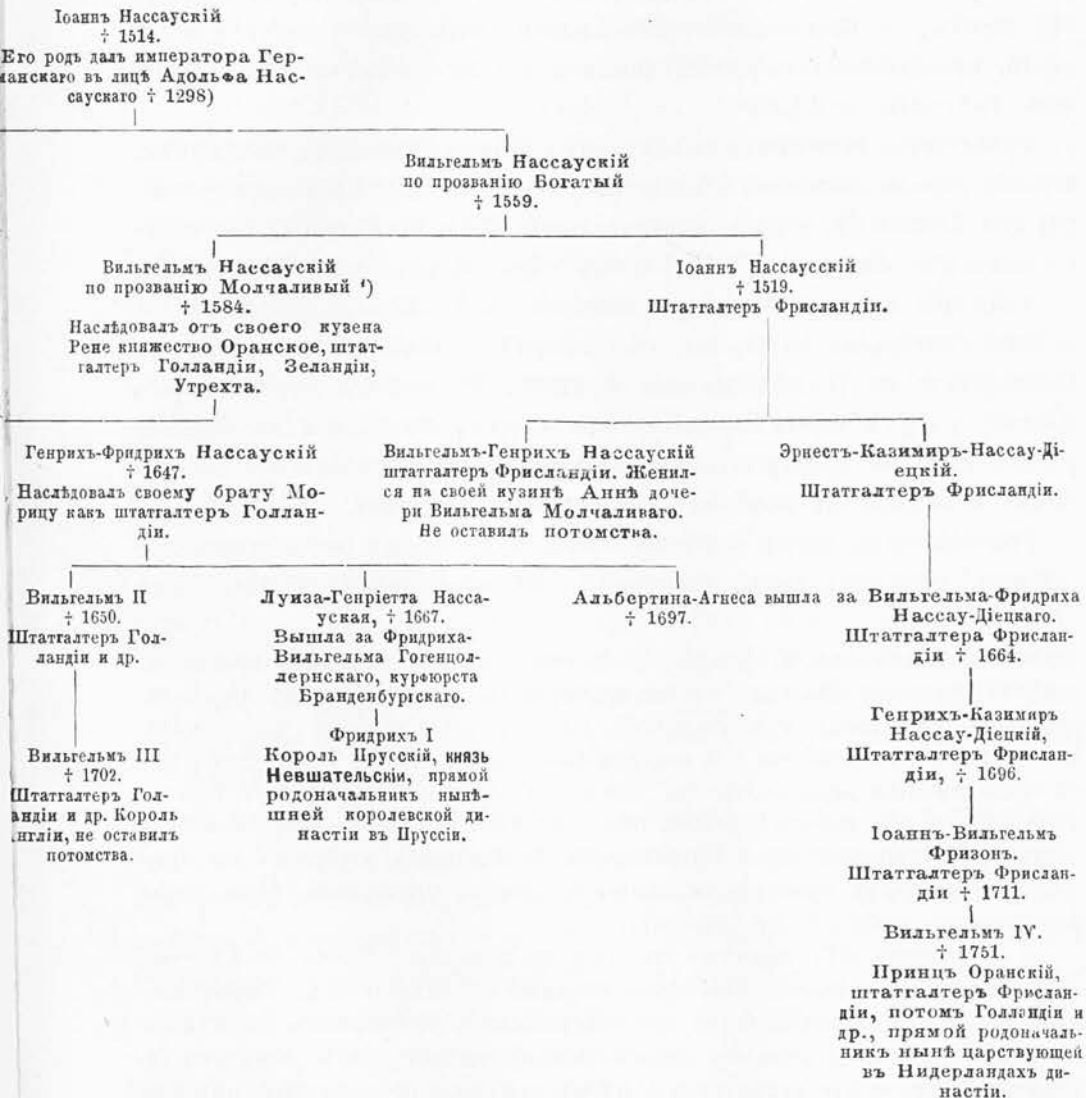 Іоаннъ Нассаускій
† 1514.
Его родъ далъ императора Гер-
манскаго въ лицѣ Адольѳа Нас-
саускаго † 1298)
Вильгельмъ Нассаускій
по прозванію Богатый
† 1559.
Вильгельмъ Нассаускій
по прозванію Молчаливый ¹)
† 1584.
Наслѣдовалъ отъ своего кузена
Рене княжество Оранское, штат-
галтеръ Голландіи, Зеландіи,
Утрехта.
Іоаннъ Нассаусскій
† 1519.
Штатгалтеръ Фрисландіи.
Генрихъ-Фридрихъ Нассаускій
† 1647.
Наслѣдовалъ своему брату Мо-
рицу какъ штатгалтеръ Голлан-
діи.
Вильгельмъ-Генрихъ Нассаускій
штатгалтеръ Фрисландіи. Женил-
ся на своей кузинѣ Аннѣ доче-
ри Вильгельма Молчаливаго.
Не оставилъ потомства.
Эрнестъ-Казимиръ-Нассау-Ді-
ецкій.
Штатгалтеръ Фрисландіи.
Вильгельмъ II
† 1650.
Штатгалтеръ Гол-
ландіи и др.
Луиза-Генріетта Насса-
уская, † 1667.
Вышла за Фридриха-
Вильгельма Гогенцол-
лернскаго, курфюрста
Бранденбургскаго.
Альбертина-Агнеса вышла
† 1697.
за Вильгельма-Фридриха
Нассау-Діецкаго.
Штатгалтера Фрислан-
діи † 1664.
Вильгельмъ III
† 1702.
Штатгалтеръ Гол-
андіи и др. Король
нгліи, не оставилъ
потомства.
Фридрихъ I
Король Прусскій, князь
Невшательскіи, прямой
родоначальникъ нынѣ-
шней королевской ди-
настіи въ Пруссіи.
Генрихъ-Казимиръ
Нассау-Діецкій,
Штатгалтеръ Фрислан-
діи, † 1696.
Іоаннъ-Вильгельмъ
Фризонъ.
Штатгалтеръ Фрислан-
діи † 1711.
Вильгельмъ IV.
† 1751.
Принцъ Оранскій,
штатгалтеръ Фрислан-
діи, потомъ Голландіи и
др., прямой родоначаль-
никъ нынѣ царствующей
въ Нидерландахъ ди-
настіи.